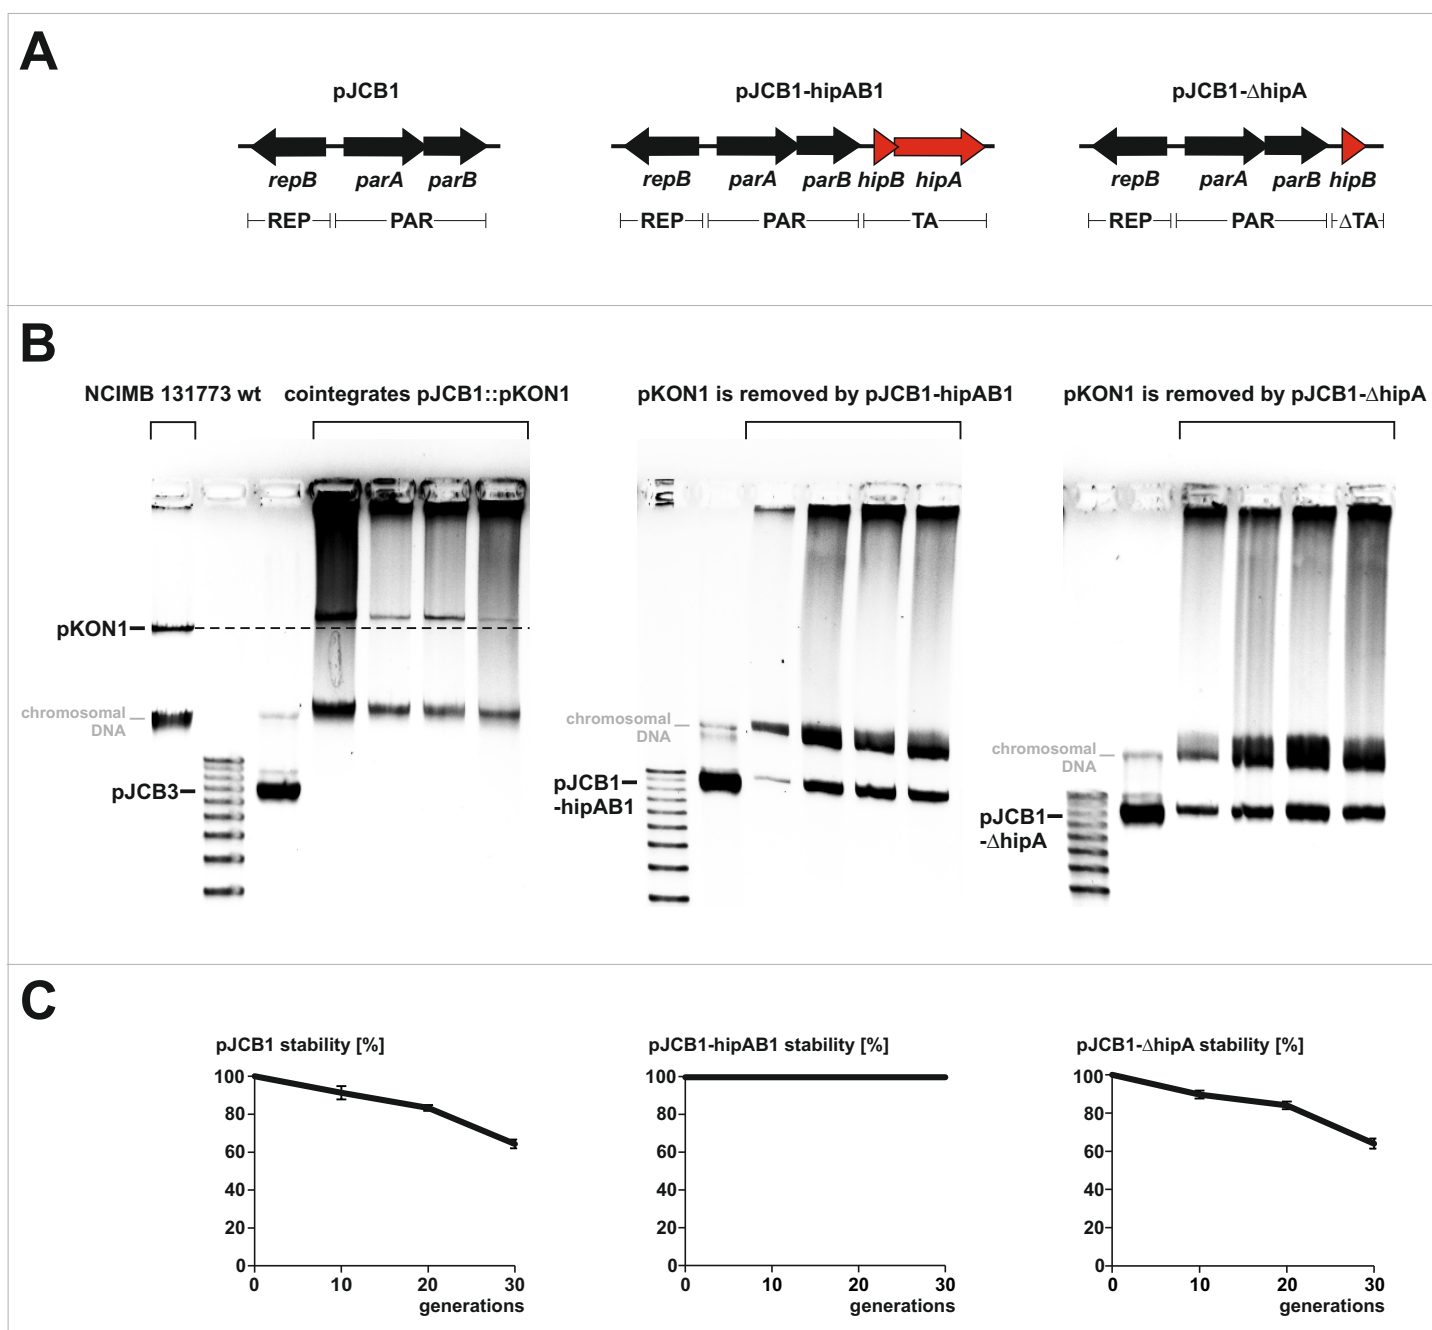 A
pJCB1
pJCB1-hipAB1
pJCB1-ΔhipA
repB parA parB
repB parA parB hipB hipA
repB parA parB hipB
REP PAR
REP PAR TA
REP PAR ΔTA
B
NCIMB 131773 wt
cointegrates pJCB1::pKON1
pKON1 is removed by pJCB1-hipAB1
pKON1 is removed by pJCB1-ΔhipA
pKON1
chromosomal
DNA
pJCB3
chromosomal
DNA
pJCB1
-hipAB1
chromosomal
DNA
pJCB1
-ΔhipA
C
pJCB1 stability [%]
100
80
60
40
20
0
0 10 20 30
generations
pJCB1-hipAB1 stability [%]
100
80
60
40
20
0
0 10 20 30
generations
pJCB1-ΔhipA stability [%]
100
80
60
40
20
0
0 10 20 30
generations